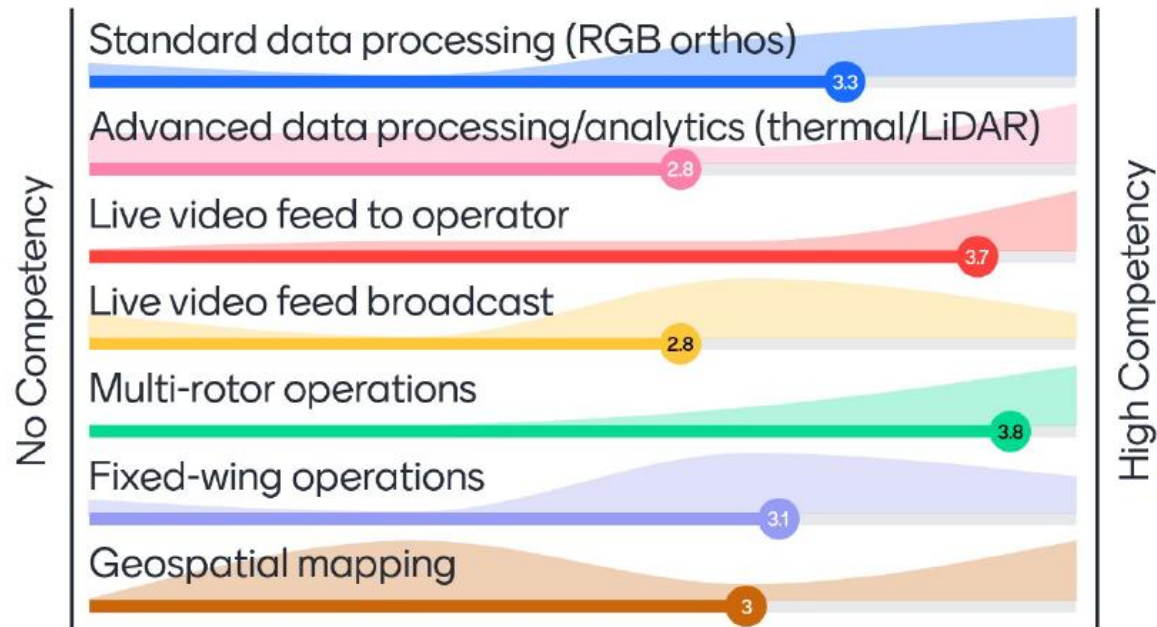 Standard data processing (RGB orthos)
3.3
Advanced data processing/analytics (thermal/LiDAR)
2.8
Live video feed to operator
3.7
Live video feed broadcast
2.8
Multi-rotor operations
3.8
Fixed-wing operations
3.1
Geospatial mapping
3
No Competency
High Competency